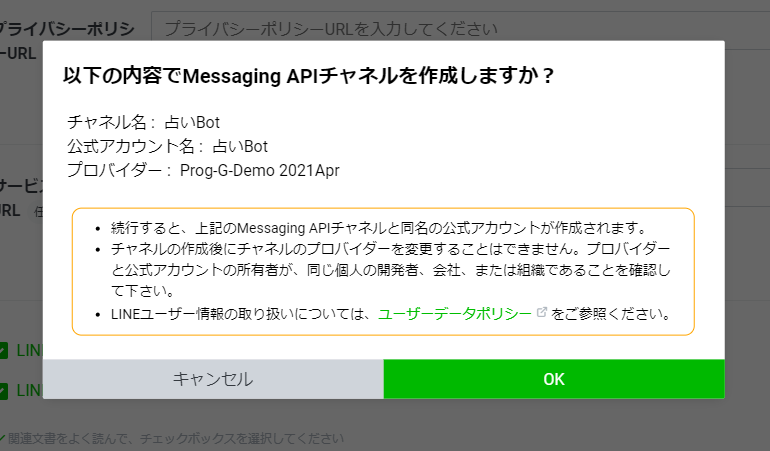 プライバシーポリシ
ーURL
プライバシーポリシーURLを入力してください
以下の内容でMessaging APIチャネルを作成しますか？
チャネル名： 占いBot
公式アカウント名： 占いBot
プロバイダー： Prog-G-Demo 2021Apr
サービス
URL 任
• 続行すると、上記のMessaging APIチャネルと同名の公式アカウントが作成されます。
• チャネルの作成後にチャネルのプロバイダーを変更することはできません。プロバイダー
と公式アカウントの所有者が、同じ個人の開発者、会社、または組織であることを確認し
て下さい。
• LINEユーザー情報の取り扱いについては、ユーザーデータポリシー をご参照ください。
LINE
キャンセル
OK
LINE
関連文書をよく読んで、チェックボックスを選択してください